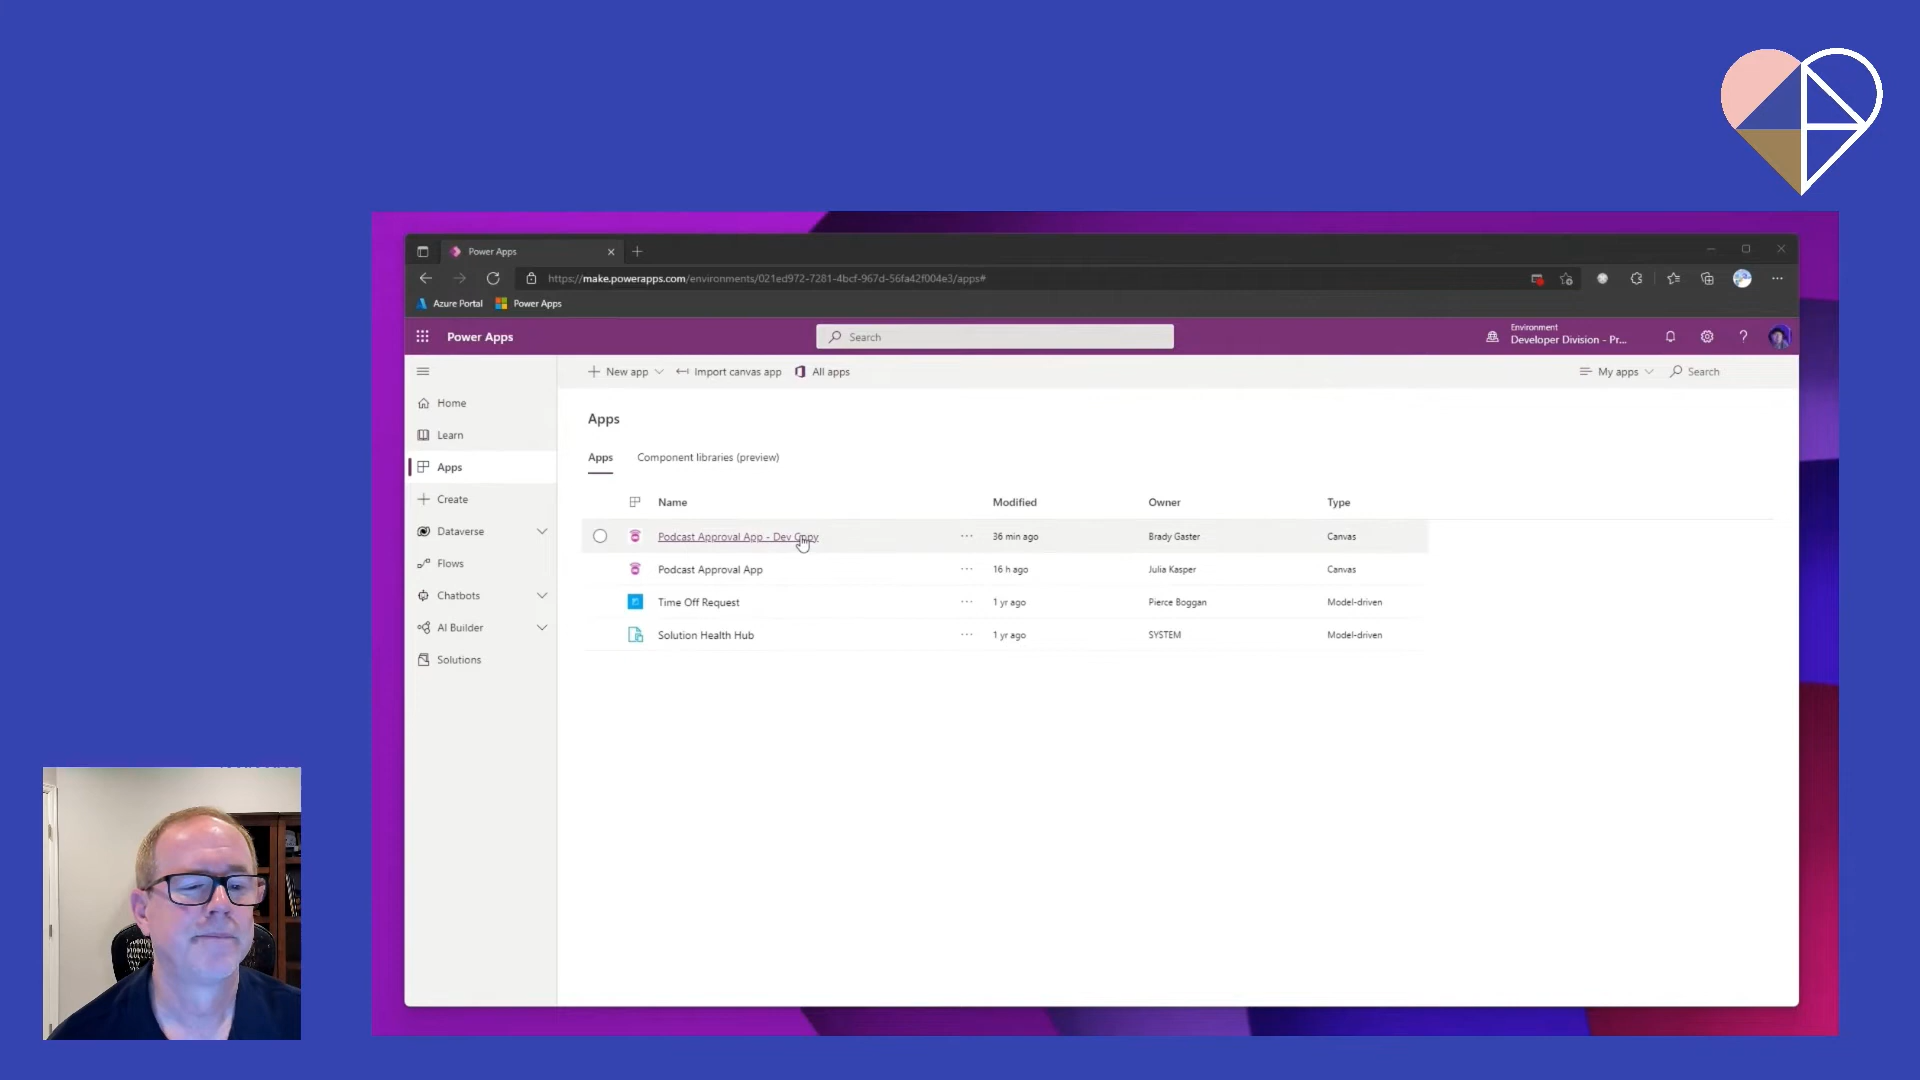 Power Apps
https://make.powerapps.com/environments/021ed972-7281-4bcf-967d-56fa42f004e3/apps#
Azure Portal Power Apps
Power Apps
Search
Environment
Developer Division - Pr...
?
New app
Import canvas app
All apps
My apps
Search
Home
Learn
Apps
Create
Dataverse
Flows
Chatbots
AI Builder
Solutions
Apps
Apps Component libraries (preview)
Name Modified Owner Type
Podcast Approval App - Dev Copy ... 36 min ago Brady Gaster Canvas
Podcast Approval App ... 16 h ago Julia Kasper Canvas
Time Off Request ... 1 yr ago Pierce Boggan Model-driven
Solution Health Hub ... 1 yr ago SYSTEM Model-driven